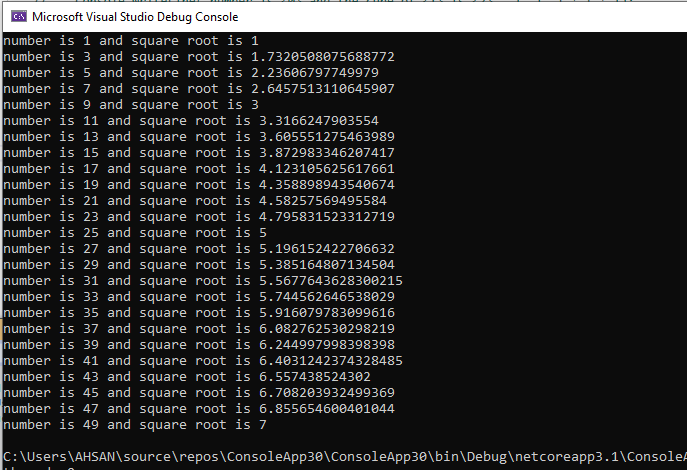 Microsoft Visual Studio Debug Console
number is 1 and square root is 1
number is 3 and square root is 1.7320508075688772
number is 5 and square root is 2.23606797749979
number is 7 and square root is 2.6457513110645907
number is 9 and square root is 3
number is 11 and square root is 3.3166247903554
number is 13 and square root is 3.605551275463989
number is 15 and square root is 3.872983346207417
number is 17 and square root is 4.123105625617661
number is 19 and square root is 4.358898943540674
number is 21 and square root is 4.58257569495584
number is 23 and square root is 4.795831523312719
number is 25 and square root is 5
number is 27 and square root is 5.196152422706632
number is 29 and square root is 5.385164807134504
number is 31 and square root is 5.5677643628300215
number is 33 and square root is 5.744562646538029
number is 35 and square root is 5.916079783099616
number is 37 and square root is 6.082762530298219
number is 39 and square root is 6.244997998398398
number is 41 and square root is 6.4031242374328485
number is 43 and square root is 6.557438524302
number is 45 and square root is 6.708203932499369
number is 47 and square root is 6.855654600401044
number is 49 and square root is 7
C:\Users\AHSAN\source\repos\ConsoleApp30\ConsoleApp30\bin\Debug\netcoreapp3.1\ConsoleA